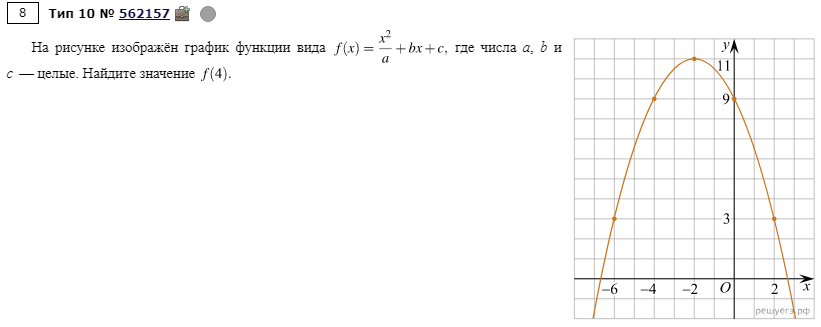 8 Тип 10 № 562157
На рисунке изображён график функции вида f(x) = x²/a + bx + c, где числа a, b и
c — целые. Найдите значение f(4).
y
11
9
3
−6 −4 −2 O 2 x
решуегэ.рф